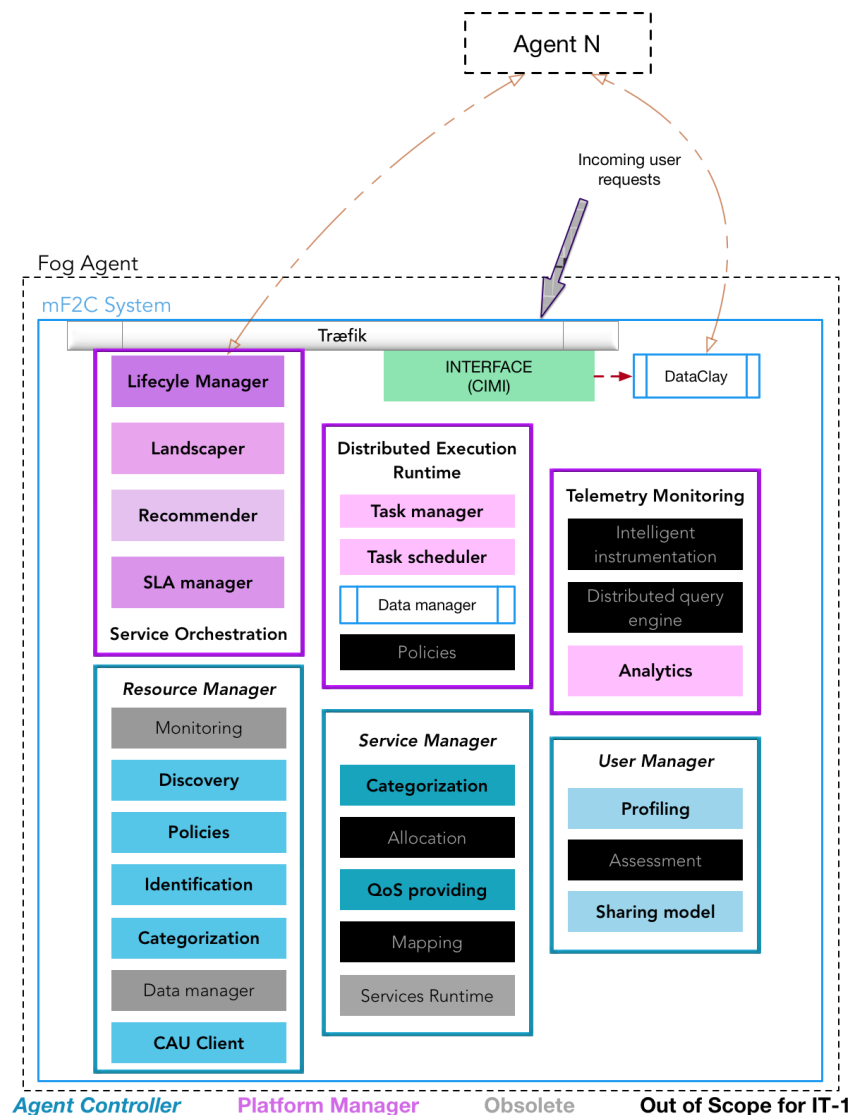 Agent N
Incoming user
requests
Fog Agent
mF2C System
Træfik
INTERFACE
(CIMI)
DataClay
Lifecyle Manager
Landscaper
Recommender
SLA manager
Service Orchestration
Distributed Execution
Runtime
Task manager
Task scheduler
Data manager
Policies
Telemetry Monitoring
Intelligent
instrumentation
Distributed query
engine
Analytics
Resource Manager
Monitoring
Discovery
Policies
Identification
Categorization
Data manager
CAU Client
Service Manager
Categorization
Allocation
QoS providing
Mapping
Services Runtime
User Manager
Profiling
Assessment
Sharing model
Agent Controller
Platform Manager
Obsolete
Out of Scope for IT-1